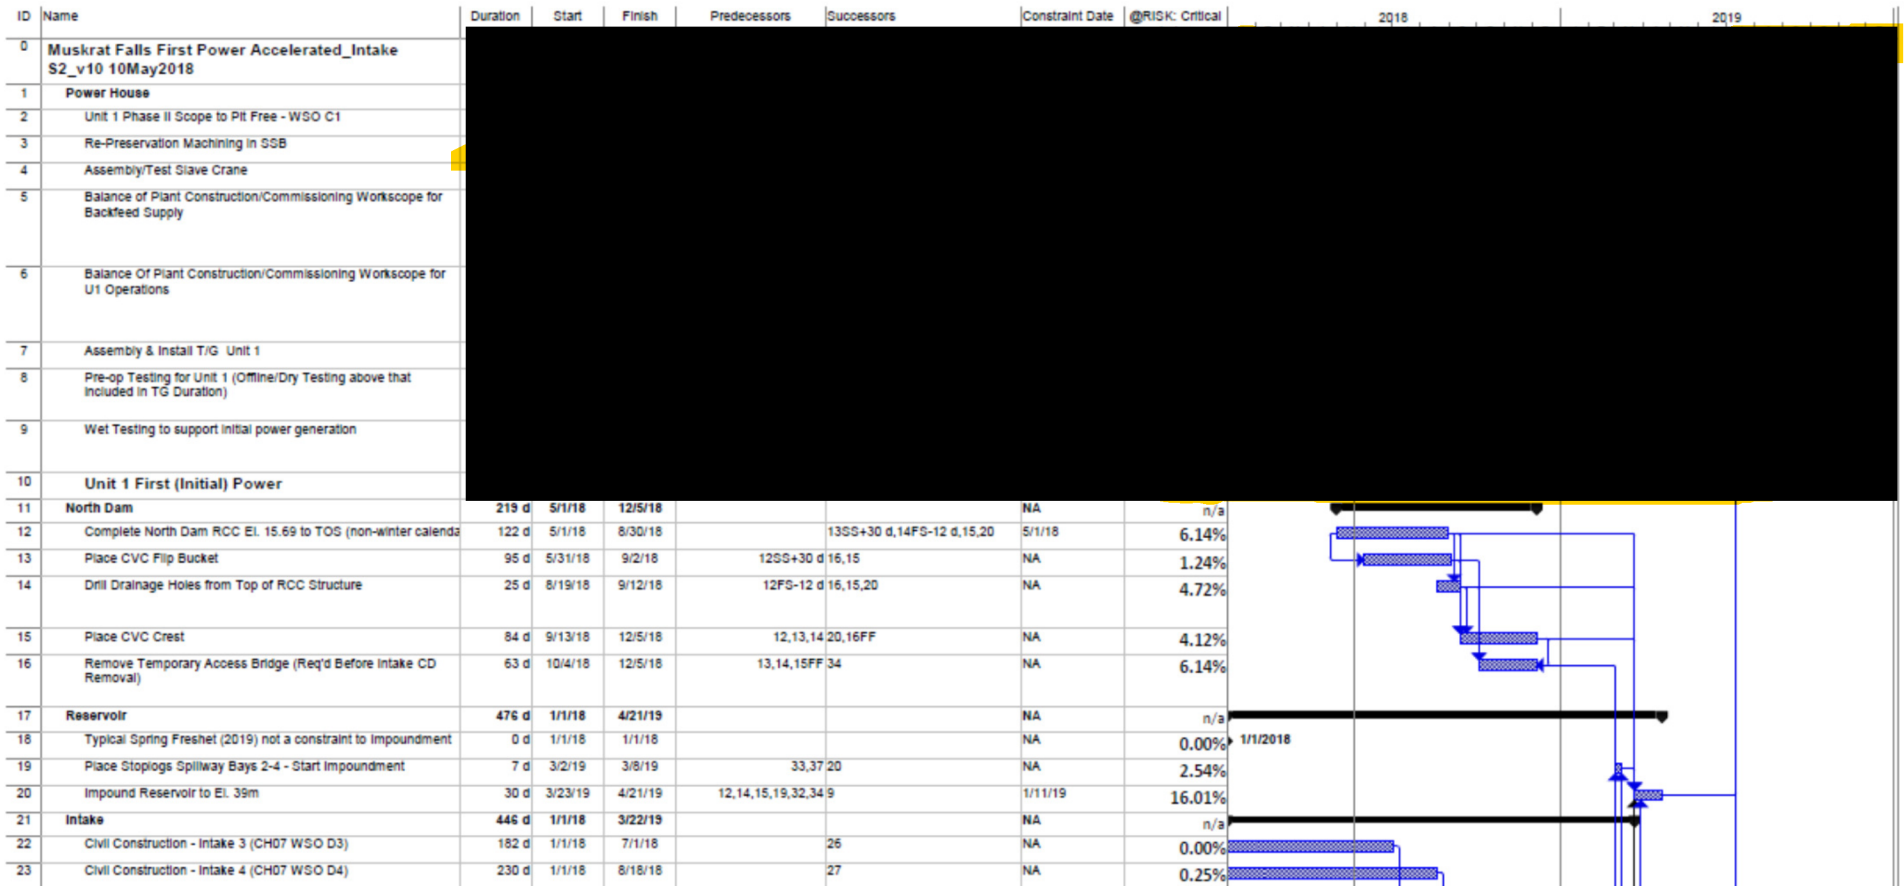 ID Name Duration Start Finish Predecessors Successors Constraint Date @RISK: Critical 2018 2019
0 Muskrat Falls First Power Accelerated_Intake
S2_v10 10May2018
1 Power House
2 Unit 1 Phase II Scope to Pit Free - WSO C1
3 Re-Preservation Machining in SSB
4 Assembly/Test Slave Crane
5 Balance of Plant Construction/Commissioning Workscope for
Backfeed Supply
6 Balance Of Plant Construction/Commissioning Workscope for
U1 Operations
7 Assembly & Install T/G Unit 1
8 Pre-op Testing for Unit 1 (Offline/Dry Testing above that
included in TG Duration)
9 Wet Testing to support initial power generation
10 Unit 1 First (Initial) Power
11 North Dam 219 d 5/1/18 12/5/18 NA n/a
12 Complete North Dam RCC El. 15.69 to TOS (non-winter calenda 122 d 5/1/18 8/30/18 13SS+30 d,14FS-12 d,15,20 5/1/18 6.14%
13 Place CVC Flip Bucket 95 d 5/31/18 9/2/18 12SS+30 d 16,15 NA 1.24%
14 Drill Drainage Holes from Top of RCC Structure 25 d 8/19/18 9/12/18 12FS-12 d 16,15,20 NA 4.72%
15 Place CVC Crest 84 d 9/13/18 12/5/18 12,13,14 20,16FF NA 4.12%
16 Remove Temporary Access Bridge (Req'd Before Intake CD 63 d 10/4/18 12/5/18 13,14,15FF 34 NA 6.14%
Removal)
17 Reservoir 476 d 1/1/18 4/21/19 NA n/a
18 Typical Spring Freshet (2019) not a constraint to Impoundment 0 d 1/1/18 1/1/18 NA 0.00% 1/1/2018
19 Place Stoplogs Spillway Bays 2-4 - Start Impoundment 7 d 3/2/19 3/8/19 33,37 20 NA 2.54%
20 Impound Reservoir to El. 39m 30 d 3/23/19 4/21/19 12,14,15,19,32,34 9 1/11/19 16.01%
21 Intake 446 d 1/1/18 3/22/19 NA n/a
22 Civil Construction - Intake 3 (CH07 WSO D3) 182 d 1/1/18 7/1/18 26 NA 0.00%
23 Civil Construction - Intake 4 (CH07 WSO D4) 230 d 1/1/18 8/18/18 27 NA 0.25%